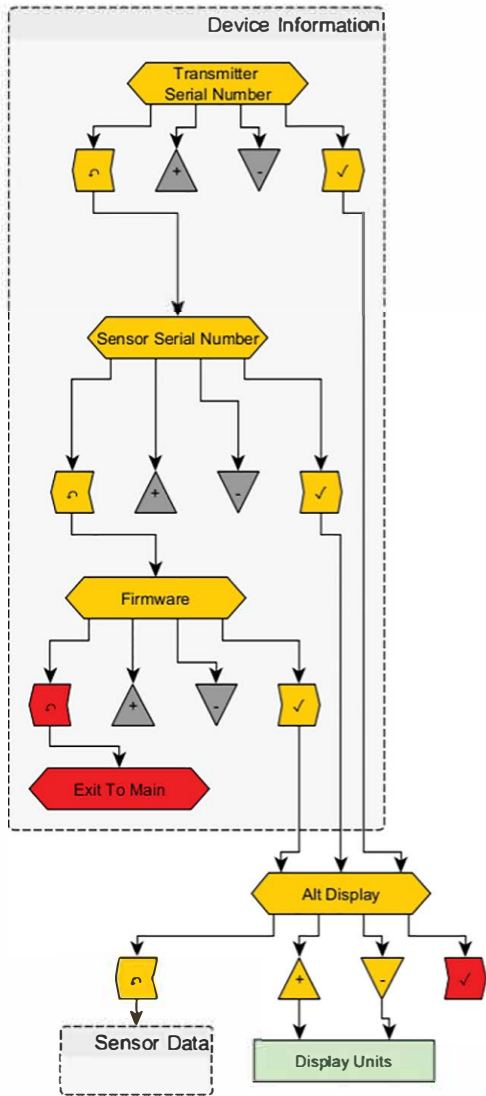 Device Information
Transmitter
Serial Number
+
-
✓
Sensor Serial Number
+
-
✓
Firmware
+
-
✓
Exit To Main
Alt Display
+
-
✓
Sensor Data
Display Units